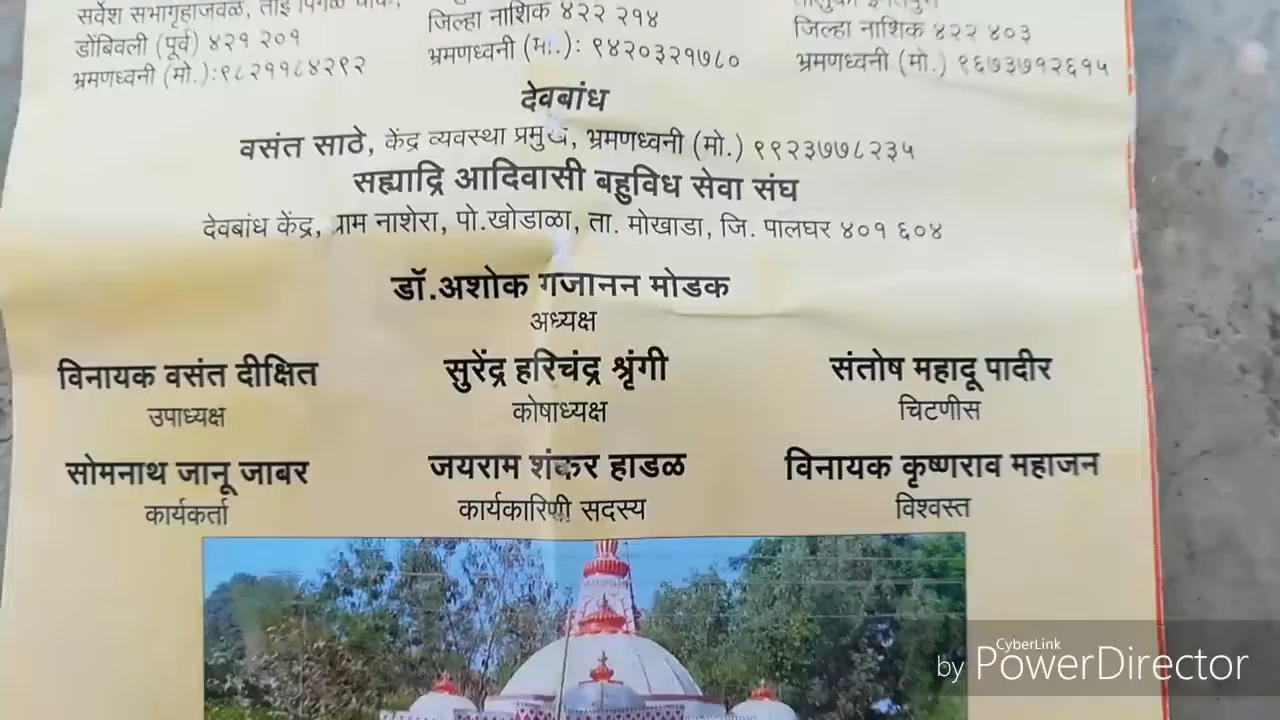 सर्वेश सभागृहाजवळ, ताई पिंगळे चौक,
डोंबिवली (पूर्व) ४२१ २०१
भ्रमणध्वनी (मो.):९८२११८४२९२
जिल्हा नाशिक ४२२ २१४
भ्रमणध्वनी (मो.): ९४२०३२१७८०
जिल्हा नाशिक ४२२ ४०३
भ्रमणध्वनी (मो.) ९६७३७१२६१५
देवबांध
वसंत साठे, केंद्र व्यवस्था प्रमुख, भ्रमणध्वनी (मो.) ९९२३७७८२३५
सह्याद्रि आदिवासी बहुविध सेवा संघ
देवबांध केंद्र, ग्राम नाशेरा, पो.खोडाळा, ता. मोखाडा, जि. पालघर ४०१ ६०४
डॉ.अशोक गजानन मोडक
अध्यक्ष
विनायक वसंत दीक्षित
उपाध्यक्ष
सुरेंद्र हरिचंद्र श्रृंगी
कोषाध्यक्ष
संतोष महादू पादीर
चिटणीस
सोमनाथ जानू जाबर
कार्यकर्ता
जयराम शंकर हाडळ
कार्यकारिणी सदस्य
विनायक कृष्णराव महाजन
विश्वस्त
CyberLink
by PowerDirector